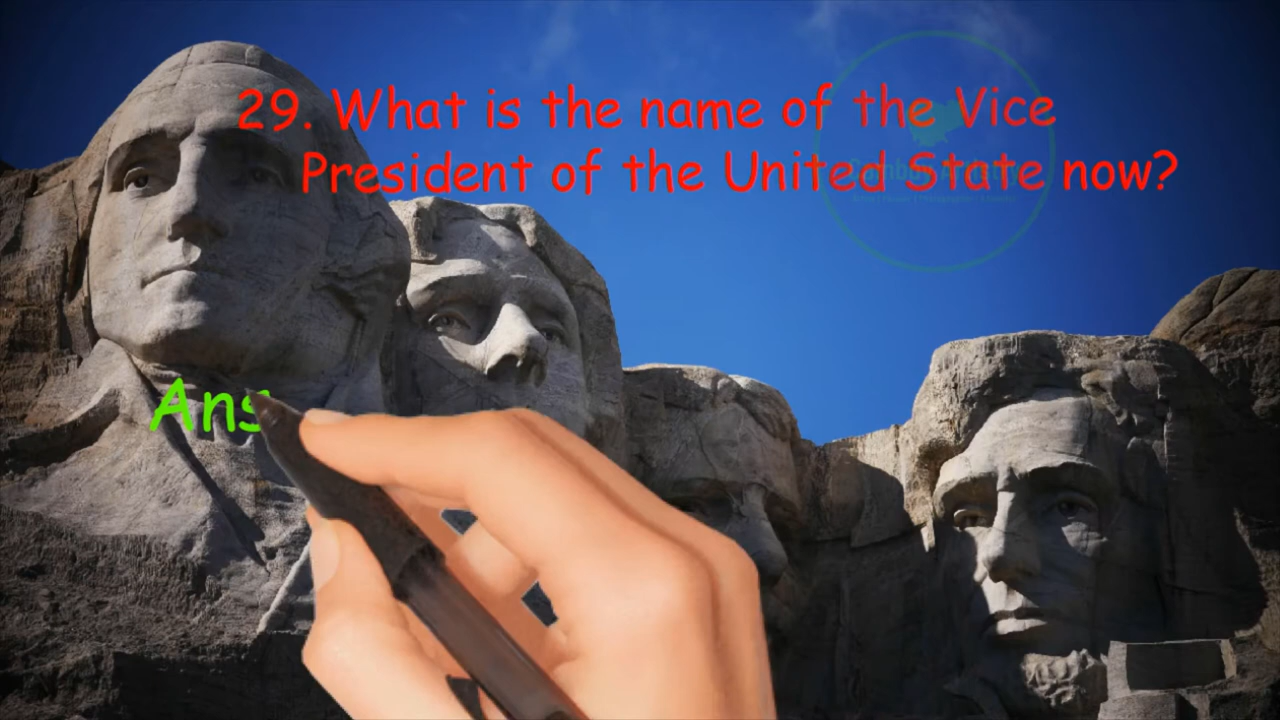 29. What is the name of the Vice
President of the United State now?
Ans